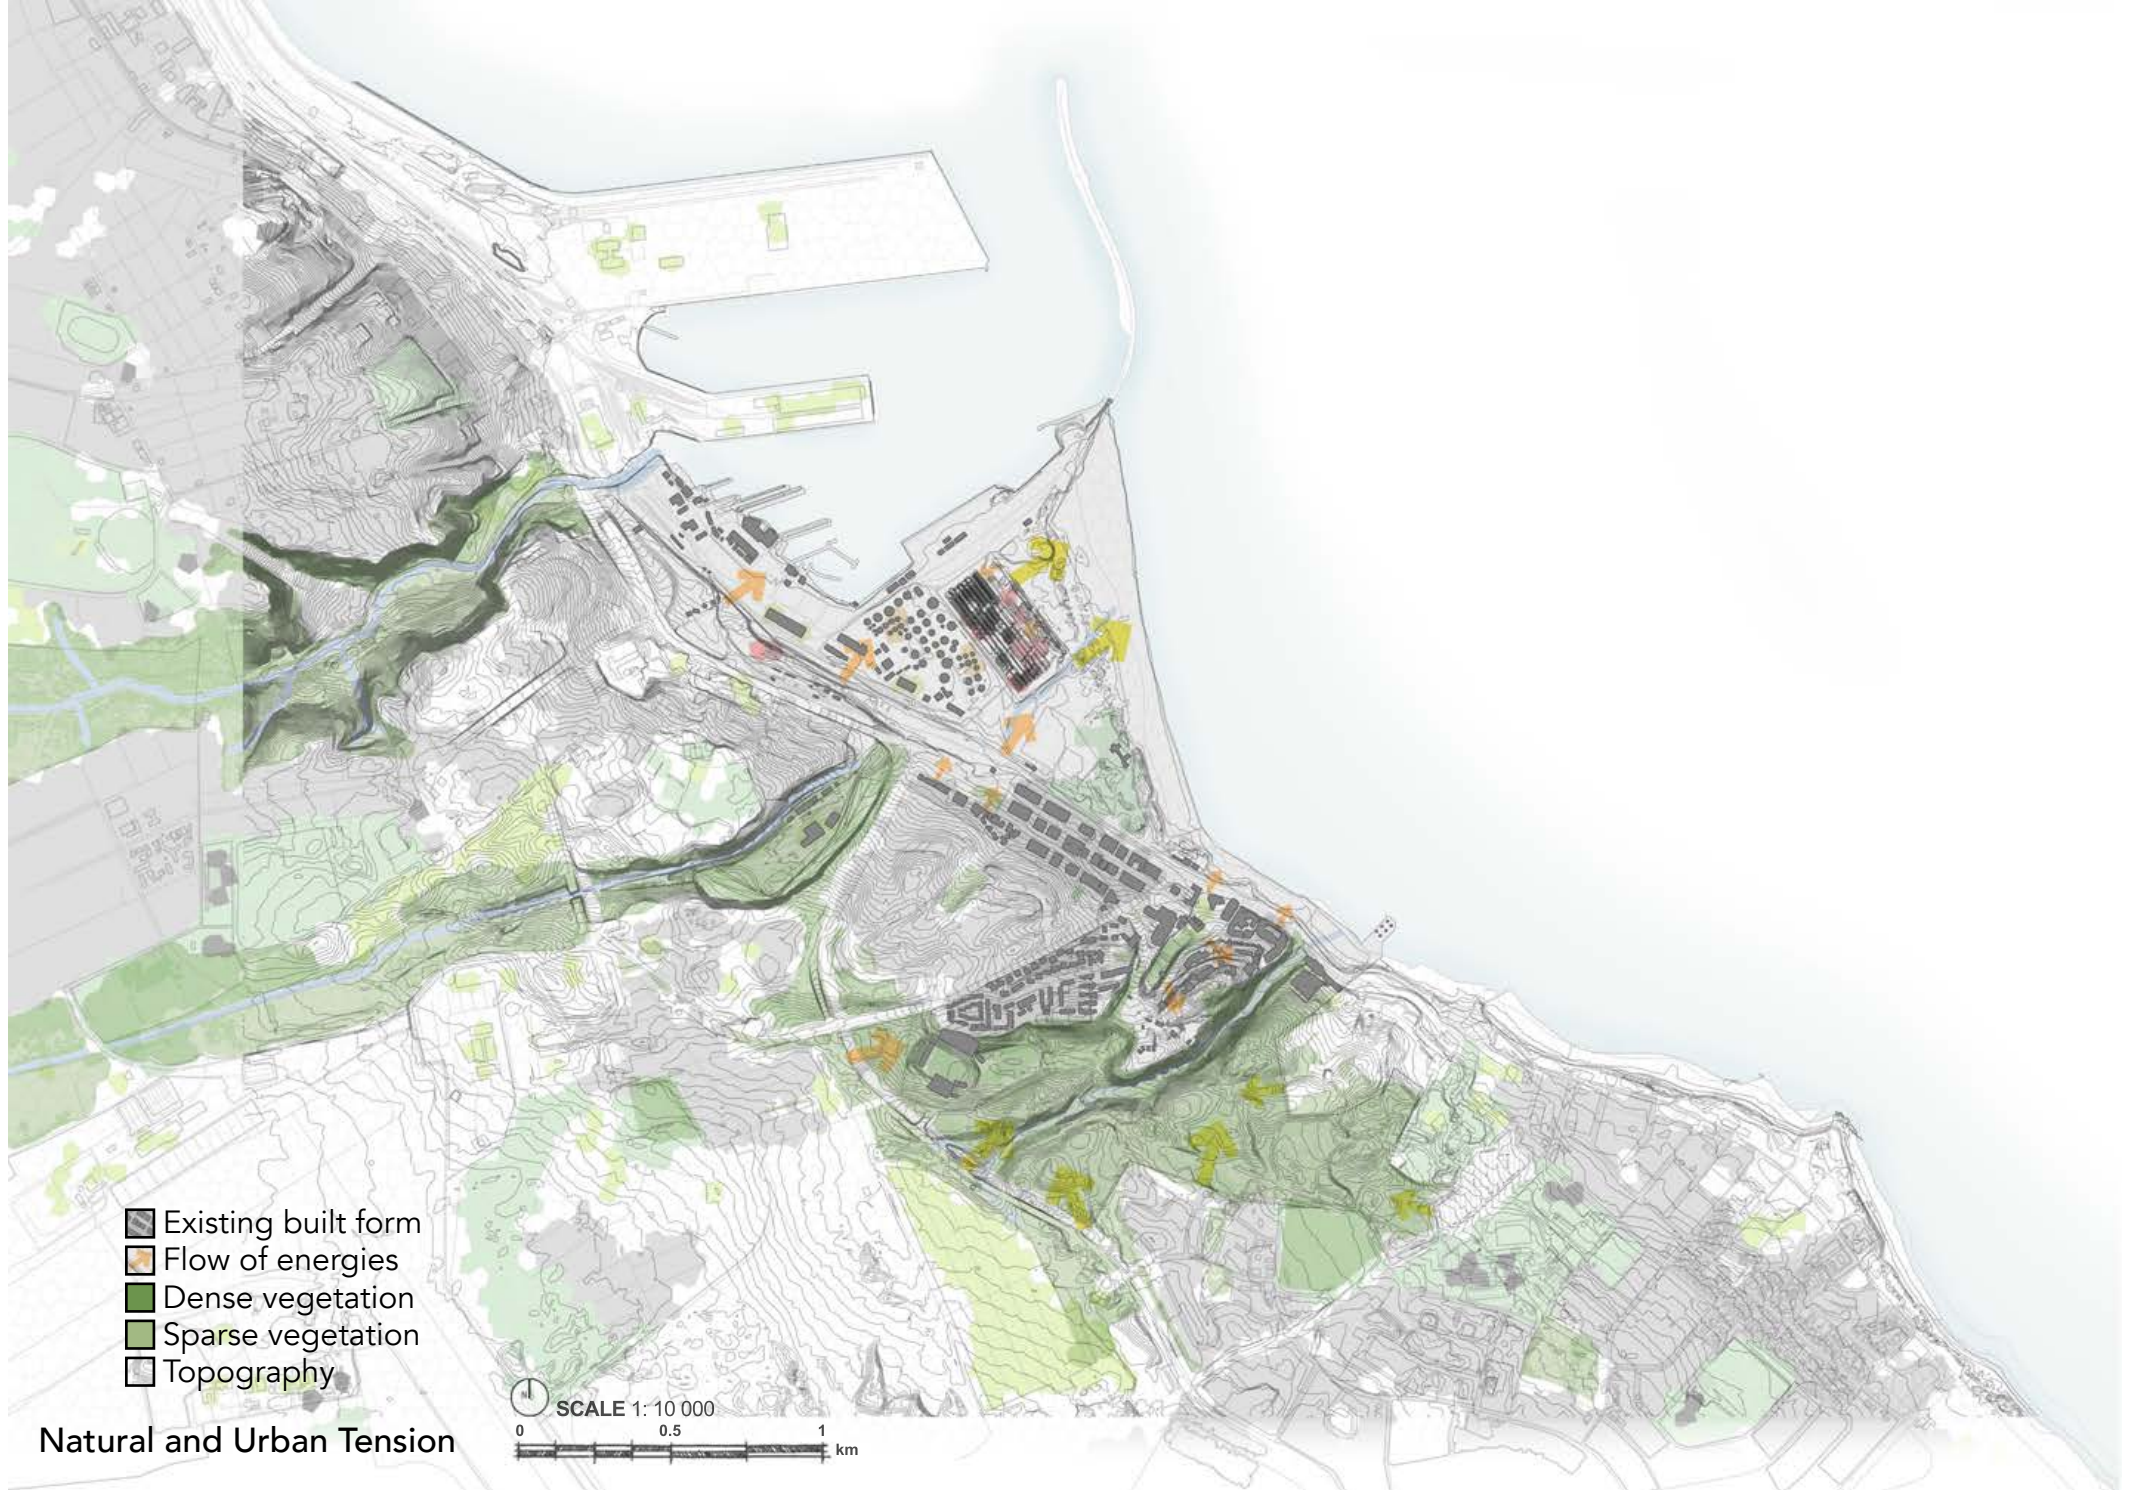 Existing built form
Flow of energies
Dense vegetation
Sparse vegetation
Topography
Natural and Urban Tension
N
SCALE 1: 10 000
0 0.5 1
km